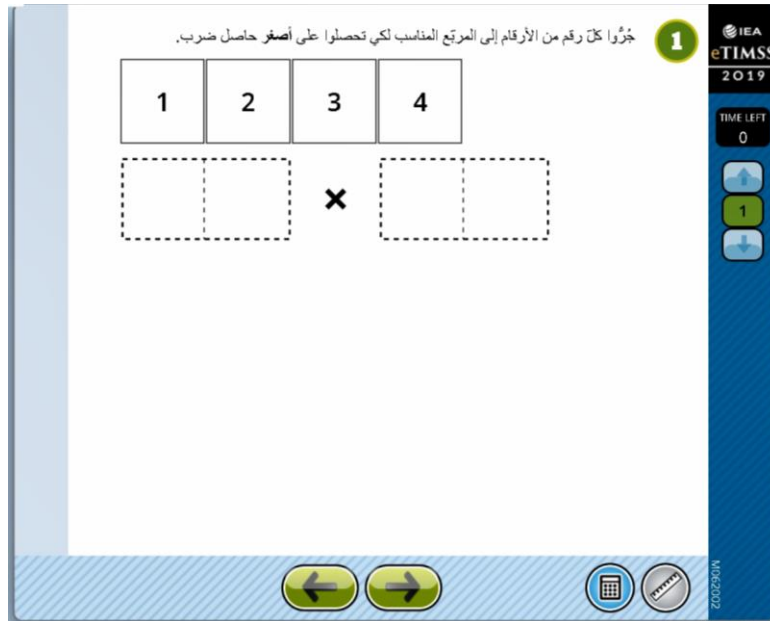 1 جُرُّوا كلّ رقم من الأرقام إلى المربّع المناسب لكي تحصلوا على أصغر حاصل ضرب.
1 2 3 4
×
IEA
eTIMSS
2019
TIME LEFT
0
1
M062002